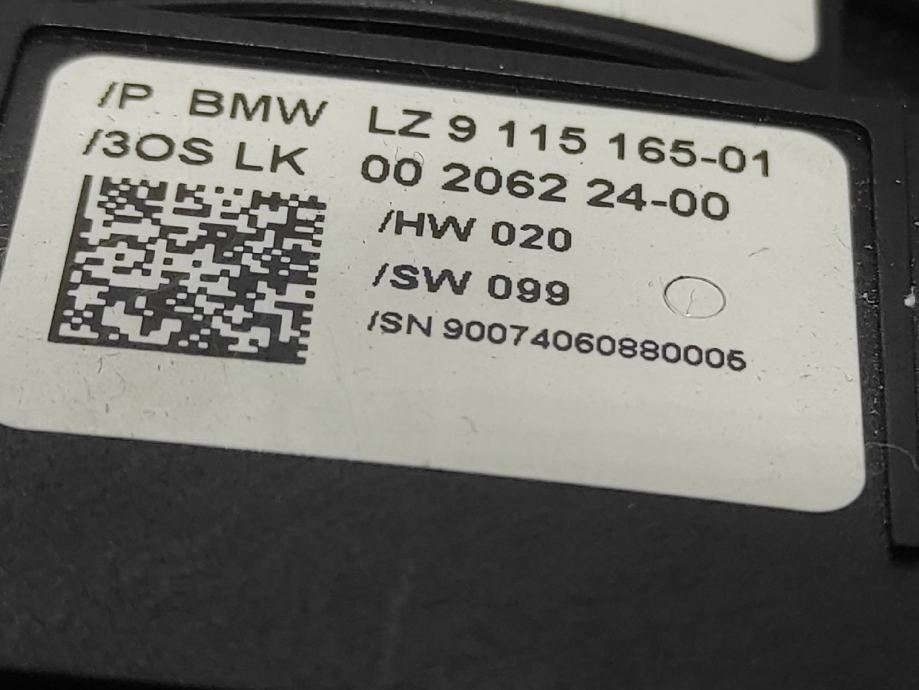 /P BMW LZ 9 115 165-01
/3OS LK 00 2062 24-00
/HW 020
/SW 099
/SN 90074060880005